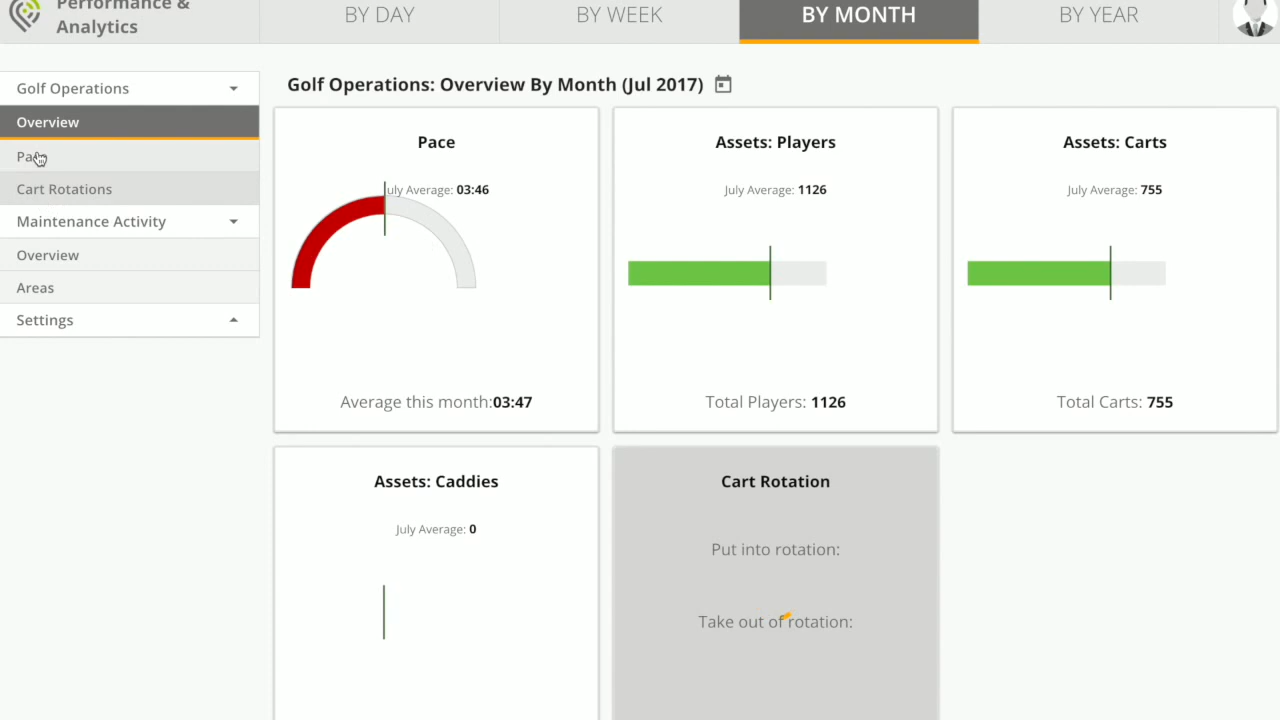 Performance &
Analytics
BY DAY
BY WEEK
BY MONTH
BY YEAR
Golf Operations
Overview
Cart Rotations
Maintenance Activity
Overview
Areas
Settings
Golf Operations: Overview By Month (Jul 2017)
Pace
uly Average: 03:46
Average this month:03:47
Assets: Players
July Average: 1126
Total Players: 1126
Assets: Carts
July Average: 755
Total Carts: 755
Assets: Caddies
July Average: 0
Cart Rotation
Put into rotation:
Take out of rotation: